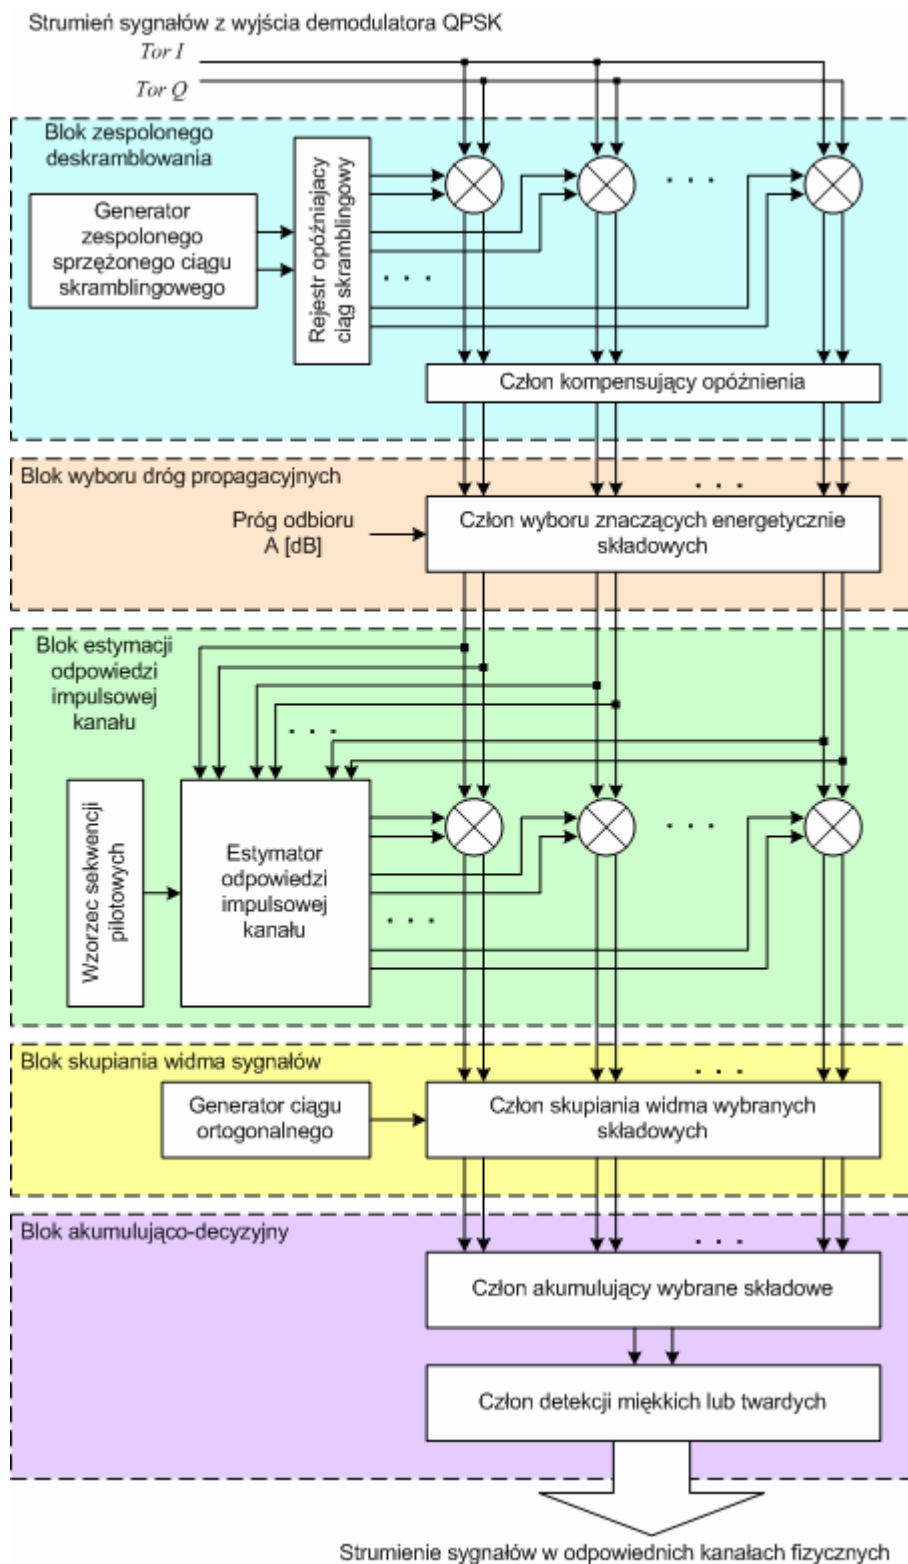 Strumień sygnałów z wyjścia demodulatora QPSK
Tor I
Tor Q
Blok zespolonego
deskramblowania
Generator
zespolonego
sprzężonego ciągu
skramblingowego
Rejestr opóźniajacy
ciąg skramblingowy
. . .
. . .
Człon kompensujący opóźnienia
Blok wyboru dróg propagacyjnych
. . .
Próg odbioru
A [dB]
Człon wyboru znaczących energetycznie
składowych
Blok estymacji
odpowiedzi
impulsowej
kanału
. . .
Wzorzec sekwencji
pilotowych
Estymator
odpowiedzi
impulsowej
kanału
. . .
. . .
Blok skupiania widma sygnałów
. . .
Generator ciągu
ortogonalnego
Człon skupiania widma wybranych
składowych
Blok akumulująco-decyzyjny
. . .
Człon akumulujący wybrane składowe
Człon detekcji miękkich lub twardych
Strumienie sygnałów w odpowiednich kanałach fizycznych